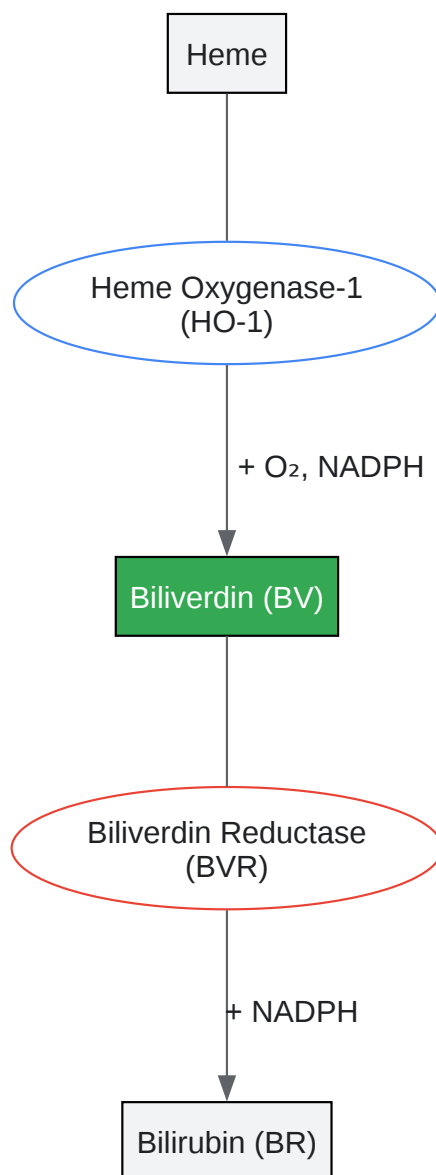 Heme
Heme Oxygenase-1
(HO-1)
+ O₂, NADPH
Biliverdin (BV)
Biliverdin Reductase
(BVR)
+ NADPH
Bilirubin (BR)